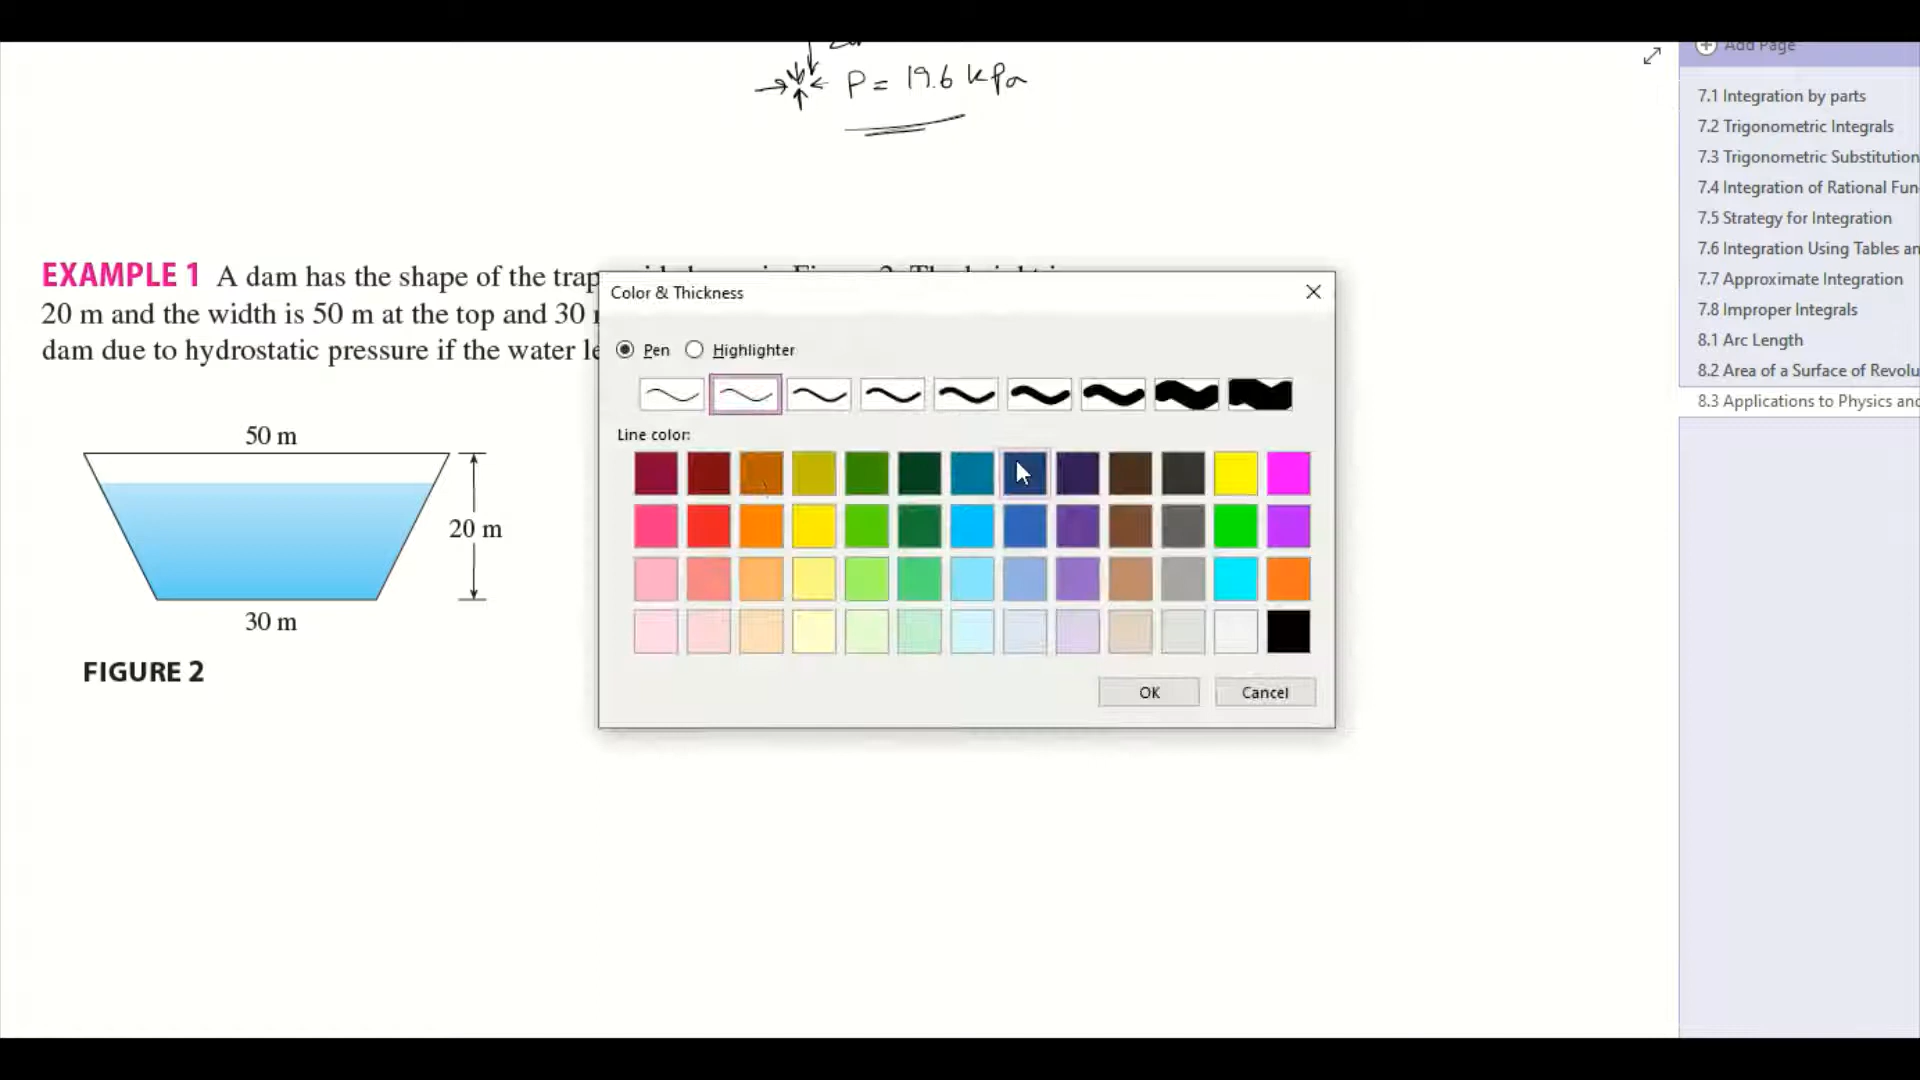 P = 19.6 kPa
EXAMPLE 1 A dam has the shape of the trap
20 m and the width is 50 m at the top and 30
dam due to hydrostatic pressure if the water le
50 m
20 m
30 m
FIGURE 2
Color & Thickness
Pen Highlighter
Line color:
OK Cancel
Add Page
7.1 Integration by parts
7.2 Trigonometric Integrals
7.3 Trigonometric Substitution
7.4 Integration of Rational Fun
7.5 Strategy for Integration
7.6 Integration Using Tables an
7.7 Approximate Integration
7.8 Improper Integrals
8.1 Arc Length
8.2 Area of a Surface of Revolu
8.3 Applications to Physics and